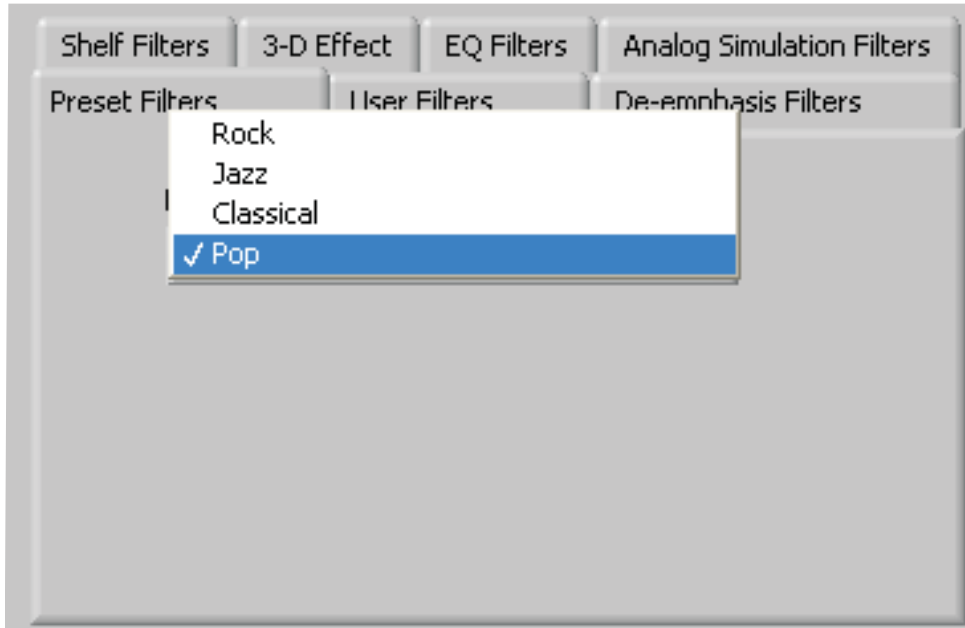 Shelf Filters 3-D Effect EQ Filters Analog Simulation Filters
Preset Filters User Filters De-emphasis Filters
Rock
Jazz
Classical
✓ Pop